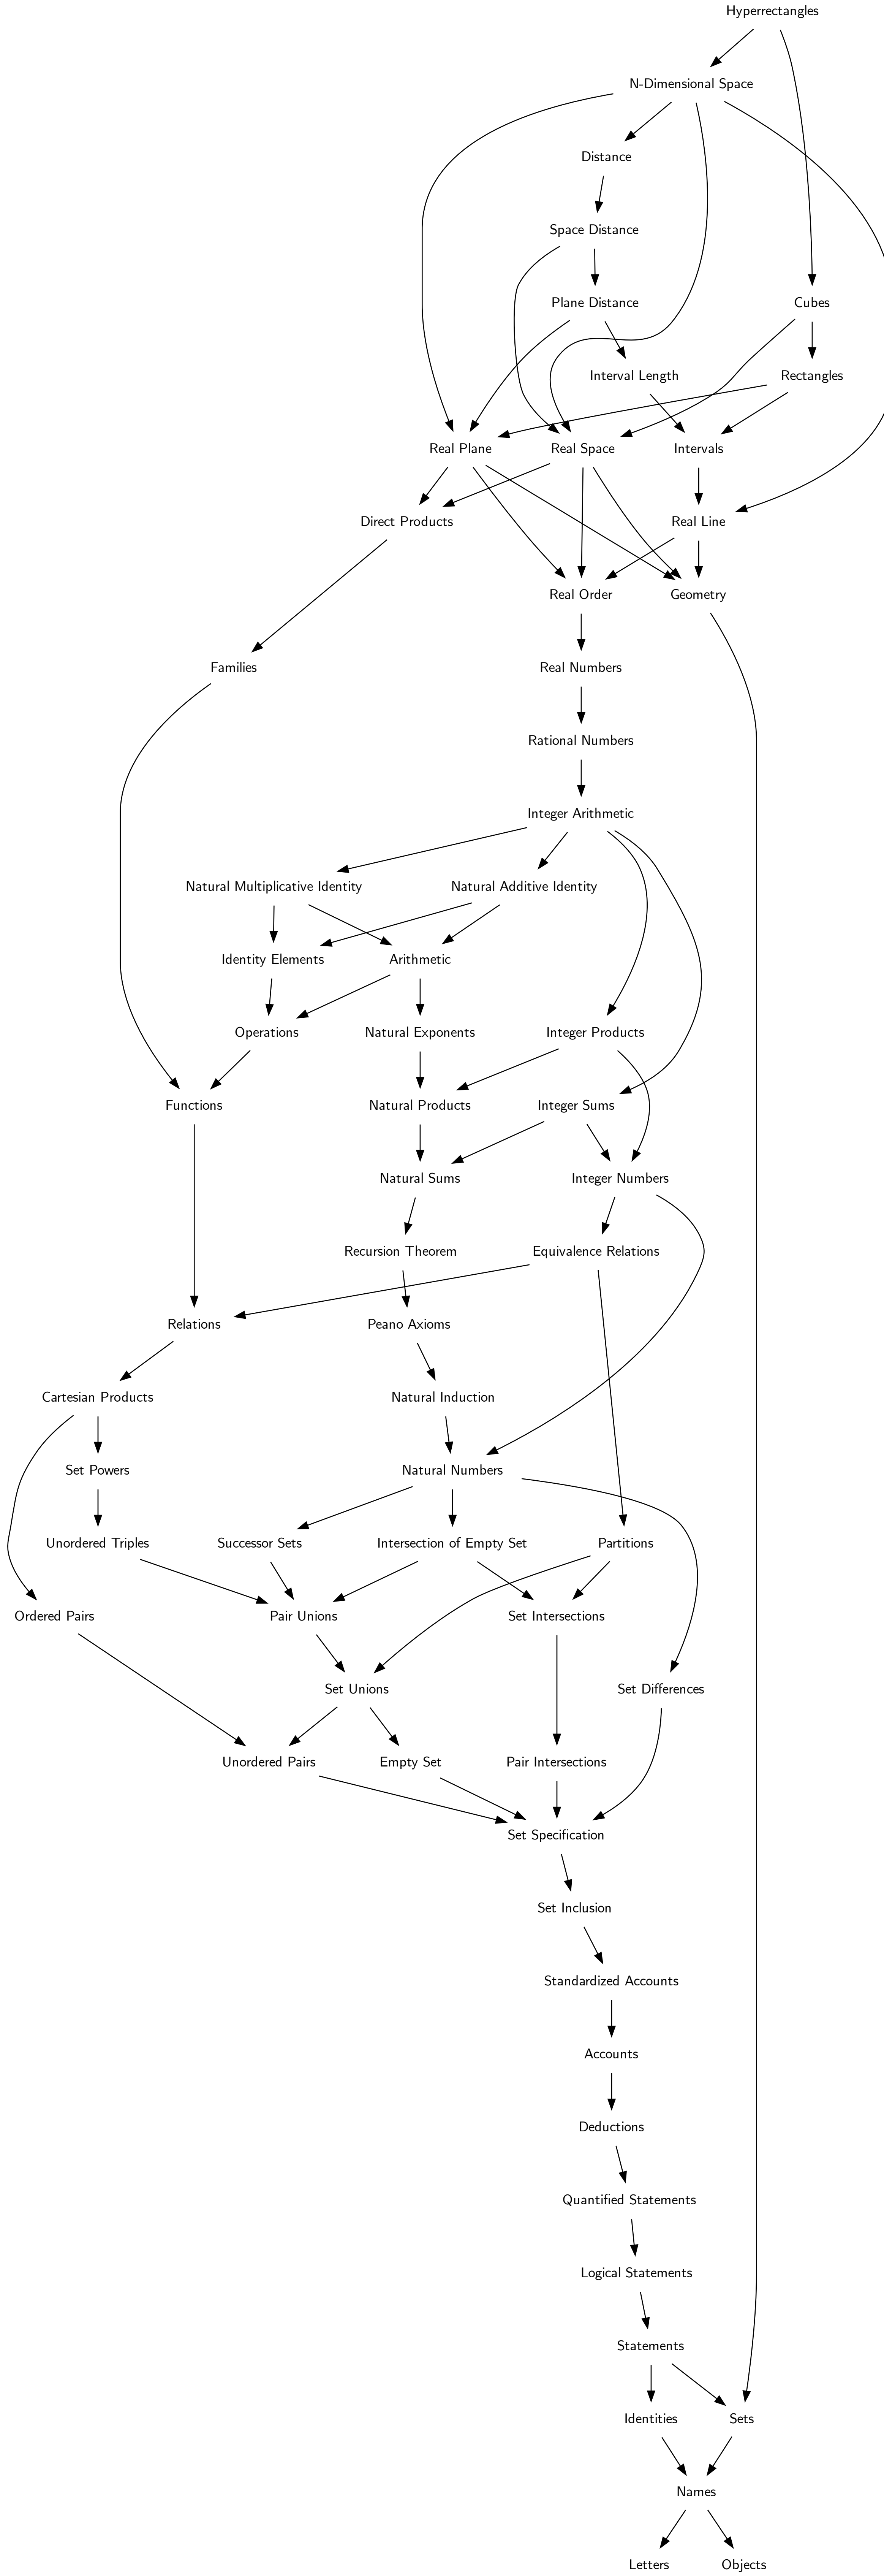 Hyperrectangles
N-Dimensional Space
Distance
Space Distance
Plane Distance
Cubes
Interval Length
Rectangles
Real Plane
Real Space
Intervals
Direct Products
Real Line
Real Order
Geometry
Families
Real Numbers
Rational Numbers
Integer Arithmetic
Natural Multiplicative Identity
Natural Additive Identity
Identity Elements
Arithmetic
Operations
Natural Exponents
Integer Products
Functions
Natural Products
Integer Sums
Natural Sums
Integer Numbers
Recursion Theorem
Equivalence Relations
Relations
Peano Axioms
Cartesian Products
Natural Induction
Set Powers
Natural Numbers
Unordered Triples
Successor Sets
Intersection of Empty Set
Partitions
Ordered Pairs
Pair Unions
Set Intersections
Set Unions
Set Differences
Unordered Pairs
Empty Set
Pair Intersections
Set Specification
Set Inclusion
Standardized Accounts
Accounts
Deductions
Quantified Statements
Logical Statements
Statements
Identities
Sets
Names
Letters
Objects